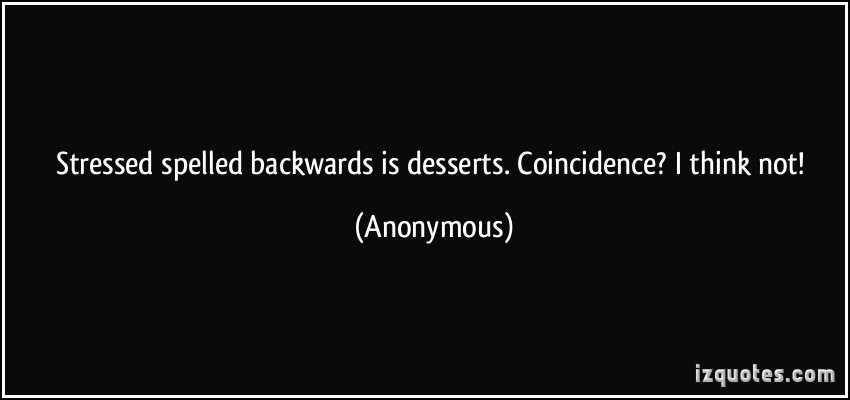 Stressed spelled backwards is desserts. Coincidence? I think not!
(Anonymous)
izquotes.com